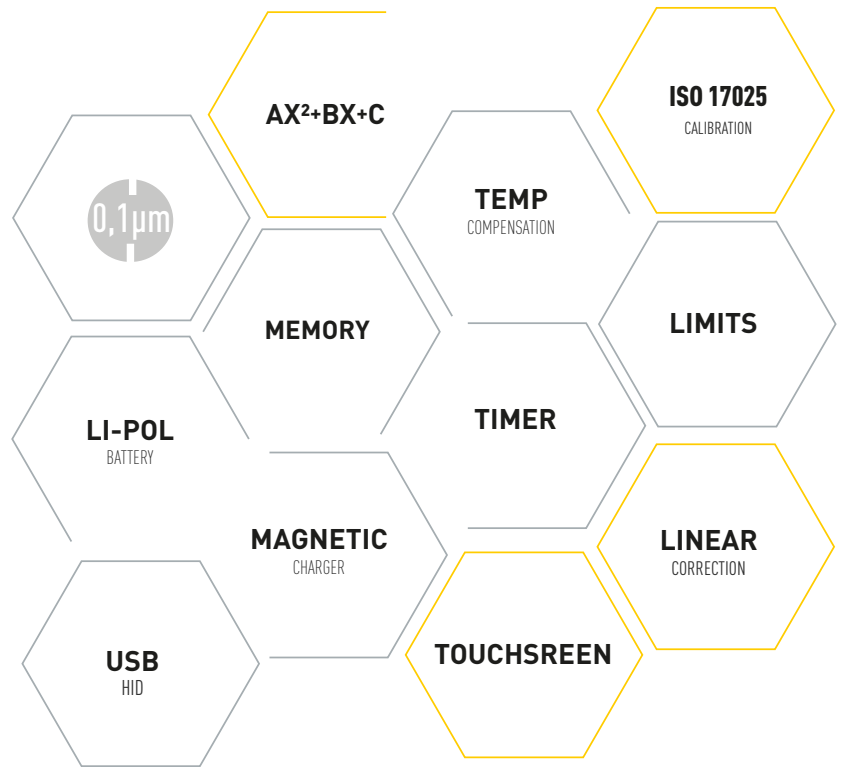 AX²+BX+C
ISO 17025
CALIBRATION
0,1µm
TEMP
COMPENSATION
MEMORY
LIMITS
LI-POL
BATTERY
TIMER
MAGNETIC
CHARGER
LINEAR
CORRECTION
USB
HID
TOUCHSREEN